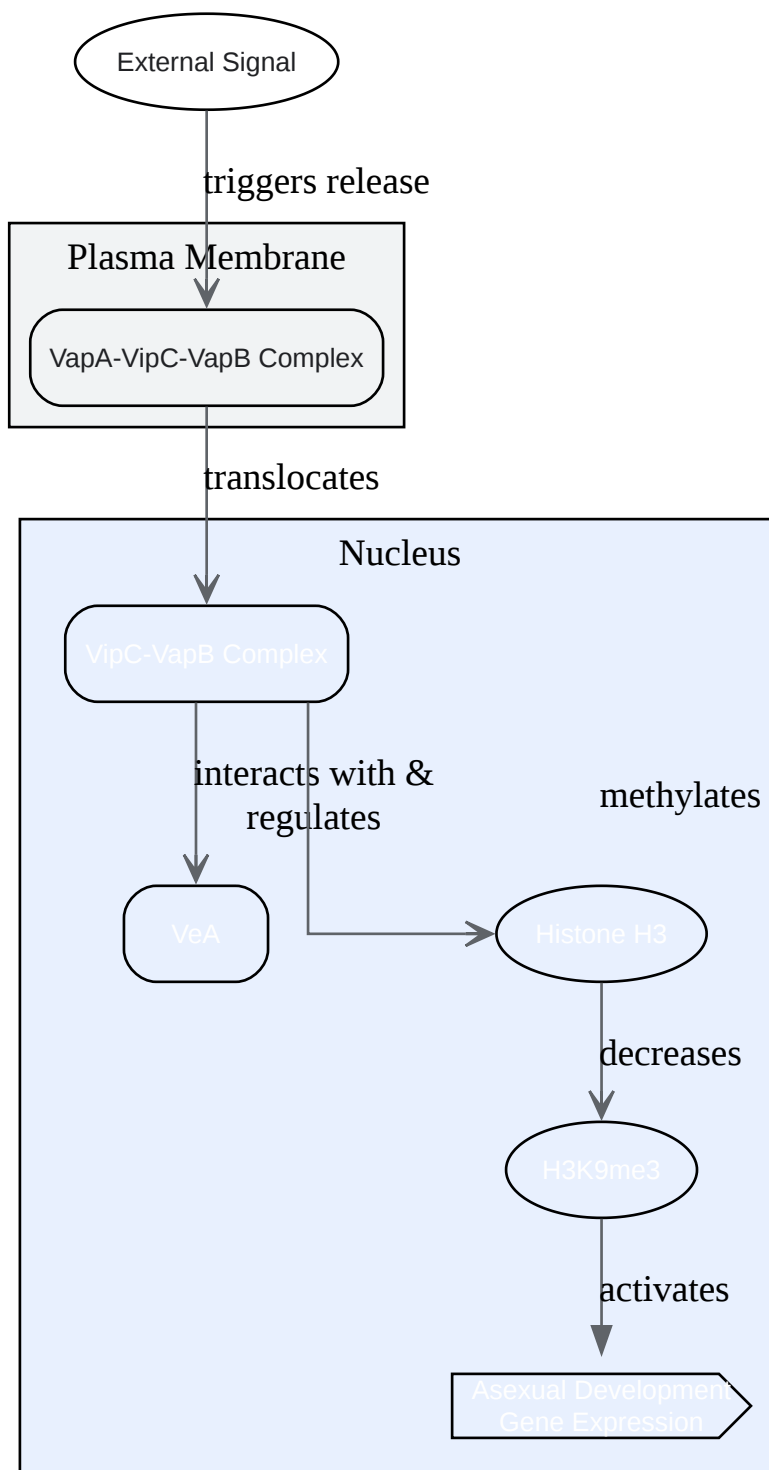 External Signal
triggers release
Plasma Membrane
VapA-VipC-VapB Complex
translocates
Nucleus
VipC-VapB Complex
interacts with &
regulates
methylates
VeA
Histone H3
decreases
H3K9me3
activates
Asexual Development
Gene Expression